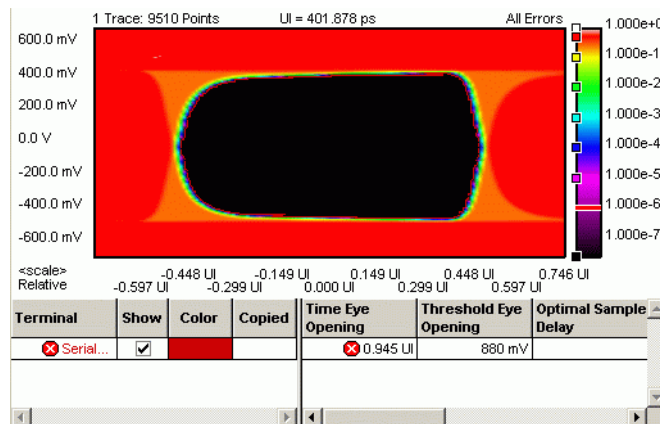 1 Trace: 9510 Points UI = 401.878 ps All Errors
600.0 mV
400.0 mV
200.0 mV
0.0 V
-200.0 mV
-400.0 mV
-600.0 mV
1.000e+0
1.000e-1
1.000e-2
1.000e-3
1.000e-4
1.000e-5
1.000e-6
1.000e-7
<scale> -0.448 UI -0.149 UI 0.149 UI 0.448 UI 0.746 UI
Relative -0.597 UI -0.299 UI 0.000 UI 0.299 UI 0.597 UI
Terminal Show Color Copied Time Eye Opening Threshold Eye Opening Optimal Sample Delay
Serial... 0.945 UI 880 mV